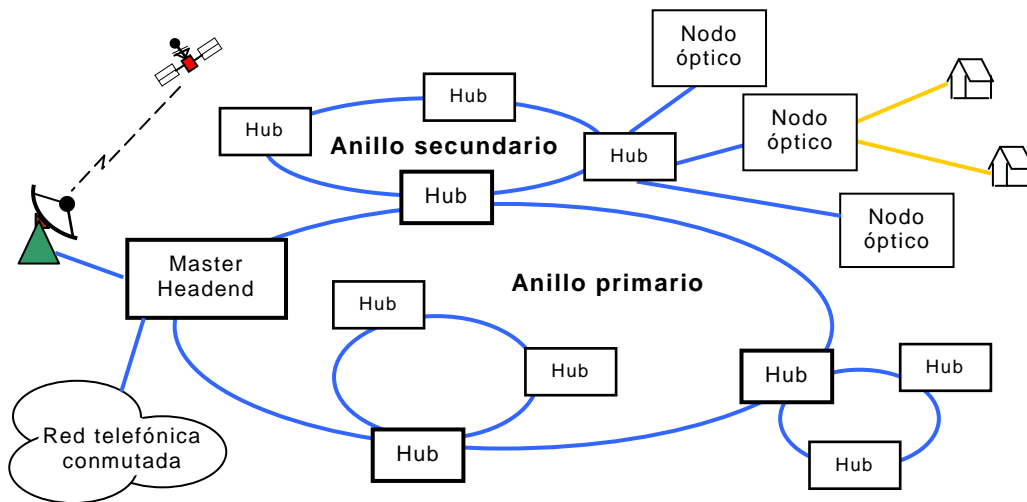 Nodo
óptico
Hub
Hub
Anillo secundario
Hub
Nodo
óptico
Hub
Nodo
óptico
Master
Headend
Anillo primario
Hub
Hub
Hub
Hub
Red telefónica
conmutada
Hub
Hub